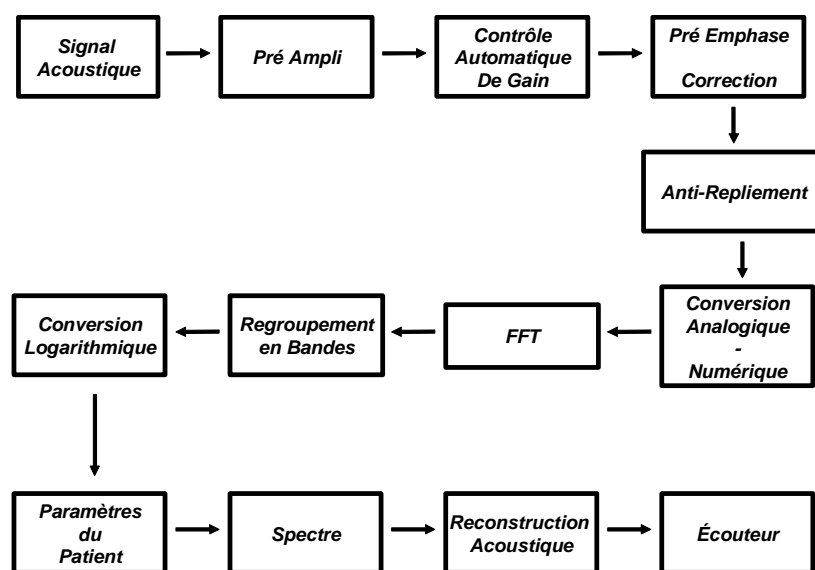 Signal
Acoustique
Pré Ampli
Contrôle
Automatique
De Gain
Pré Emphase
Correction
Anti-Repliement
Conversion
Analogique
-
Numérique
FFT
Regroupement
en Bandes
Conversion
Logarithmique
Paramètres
du
Patient
Spectre
Reconstruction
Acoustique
Écouteur